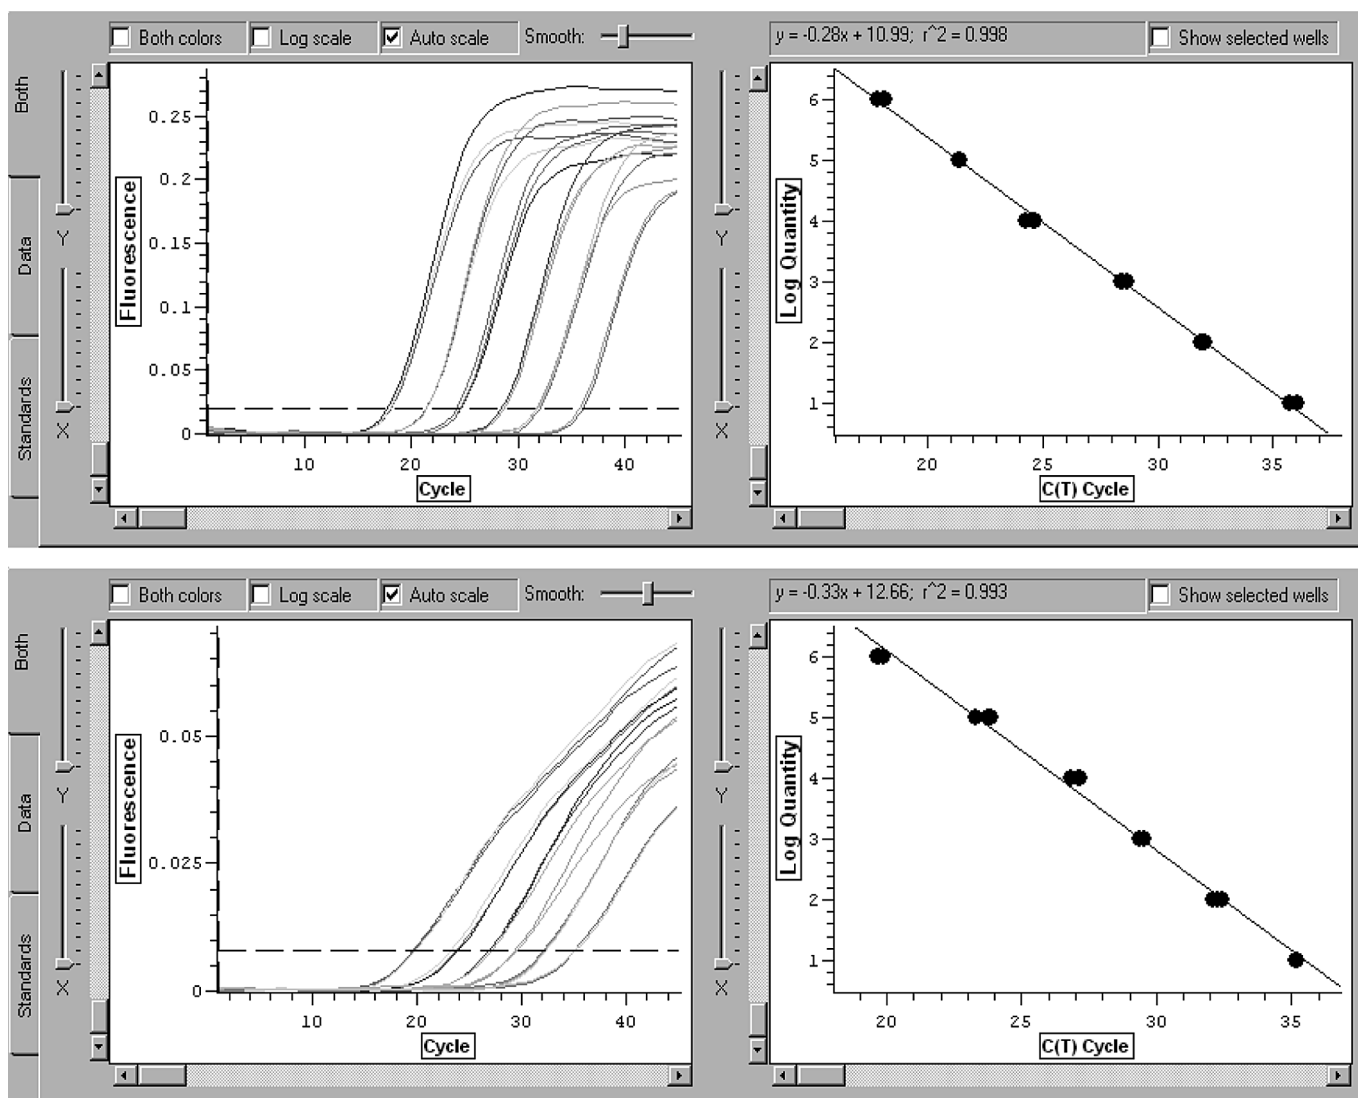 Both colors Log scale Auto scale Smooth: y = -0.28x + 10.99; r^2 = 0.998 Show selected wells
Both
Data
Standards
Y
X
Fluorescence
0.25
0.2
0.15
0.1
0.05
0
10 20 30 40
Cycle
Y
X
Log Quantity
6
5
4
3
2
1
20 25 30 35
C(T) Cycle
Both colors Log scale Auto scale Smooth: y = -0.33x + 12.66; r^2 = 0.993 Show selected wells
Both
Data
Standards
Y
X
Fluorescence
0.05
0.025
0
10 20 30 40
Cycle
Y
X
Log Quantity
6
5
4
3
2
1
20 25 30 35
C(T) Cycle